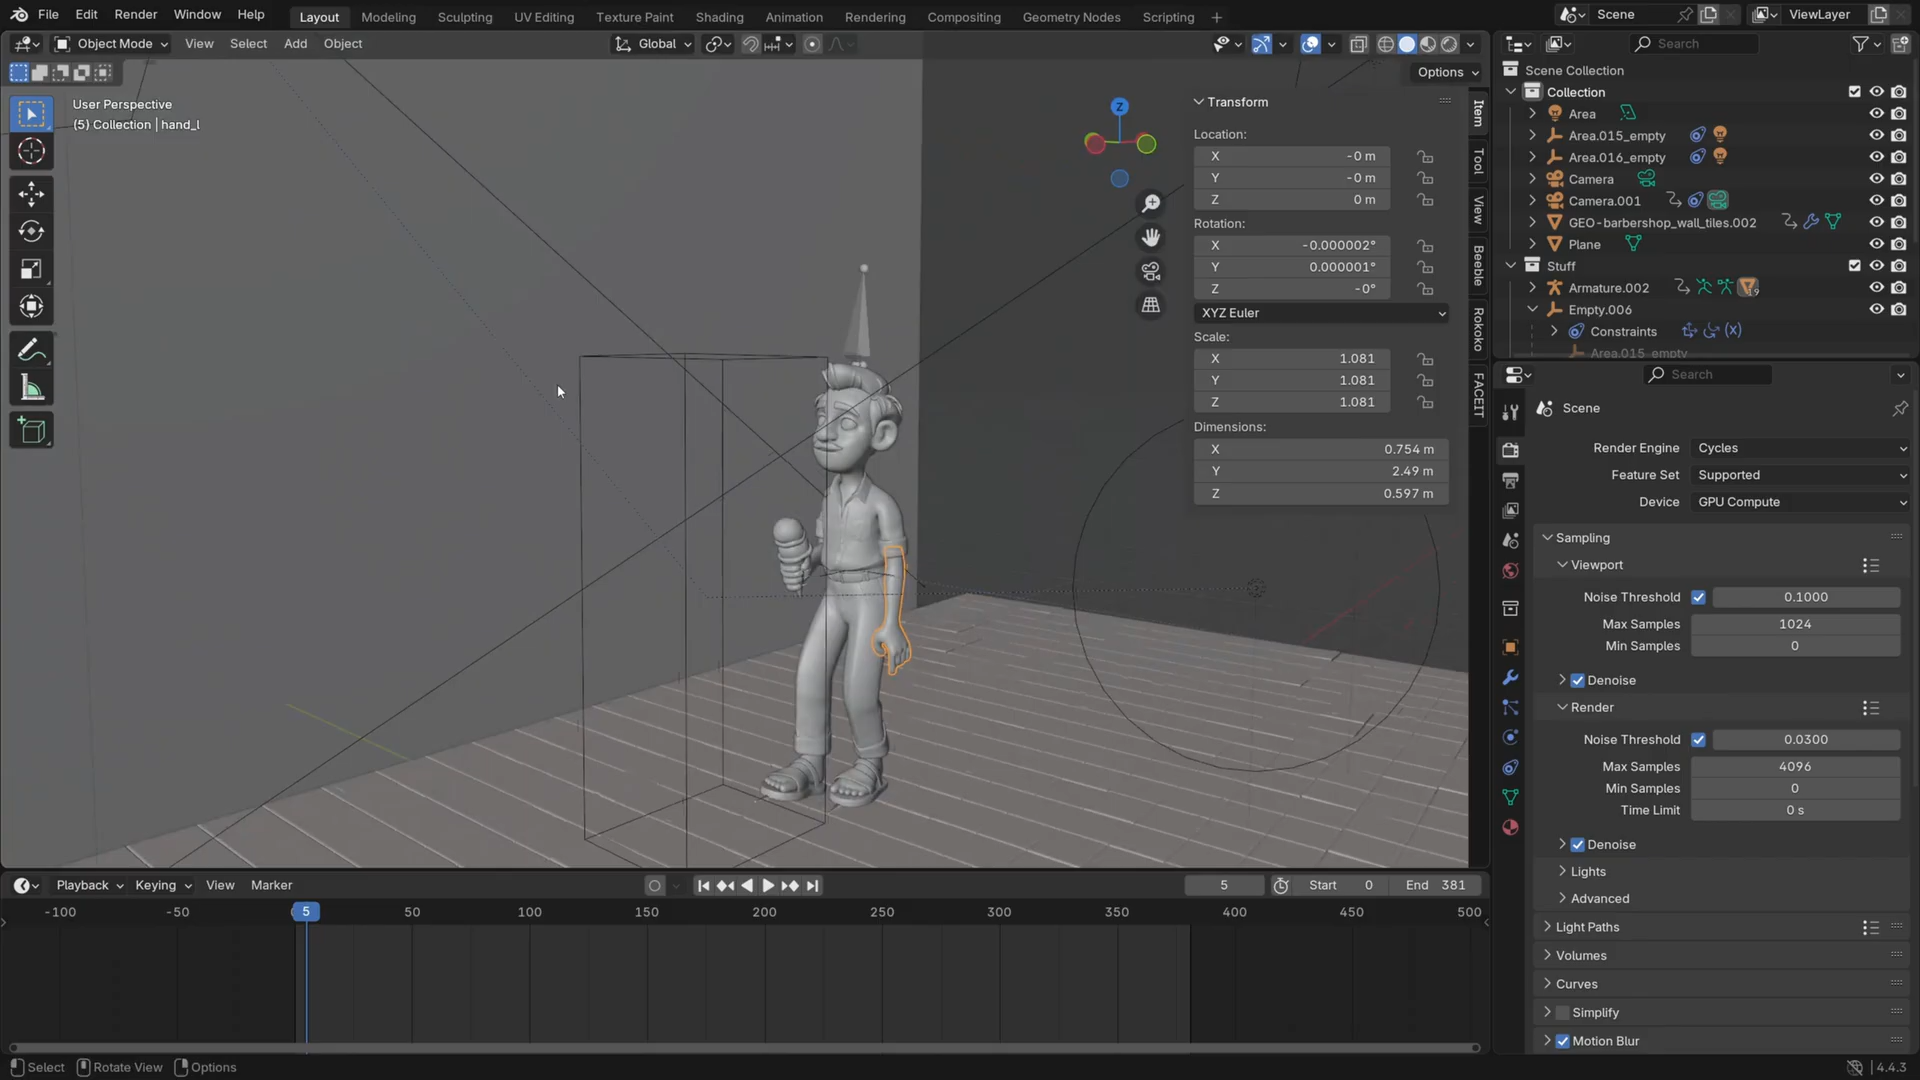 File Edit Render Window Help
Layout Modeling Sculpting UV Editing Texture Paint Shading Animation Rendering Compositing Geometry Nodes Scripting +
Scene
ViewLayer
Object Mode View Select Add Object
Global
Options
User Perspective
(5) Collection | hand_l
Z
Transform
Location:
X -0 m
Y -0 m
Z 0 m
Rotation:
X -0.000002°
Y 0.000001°
Z -0°
XYZ Euler
Scale:
X 1.081
Y 1.081
Z 1.081
Dimensions:
X 0.754 m
Y 2.49 m
Z 0.597 m
Item
Tool
View
Beeble
Rokoko
FACEIT
Search
Scene Collection
Collection
Area
Area.015_empty
Area.016_empty
Camera
Camera.001
GEO-barbershop_wall_tiles.002
Plane
Stuff
Armature.002
Empty.006
Constraints
Area.015_empty
Search
Scene
Render Engine Cycles
Feature Set Supported
Device GPU Compute
Sampling
Viewport
Noise Threshold 0.1000
Max Samples 1024
Min Samples 0
Denoise
Render
Noise Threshold 0.0300
Max Samples 4096
Min Samples 0
Time Limit 0 s
Denoise
Lights
Advanced
Light Paths
Volumes
Curves
Simplify
Motion Blur
Playback Keying View Marker
5 Start 0 End 381
-100 -50 5 50 100 150 200 250 300 350 400 450 500
Select Rotate View Options
4.4.3